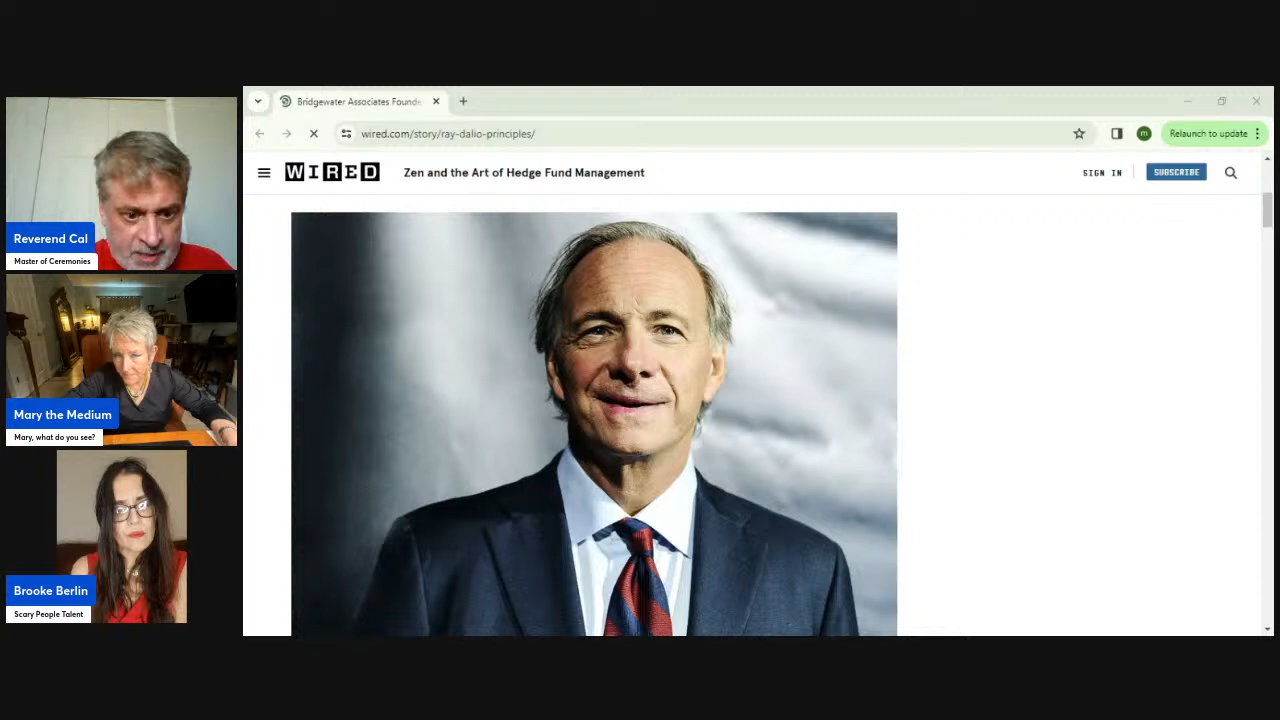 Reverend Cal
Master of Ceremonies
Mary the Medium
Mary, what do you see?
Brooke Berlin
Scary People Talent
Bridgewater Associates Founde
wired.com/story/ray-dalio-principles/
m
Relaunch to update
WIRED
Zen and the Art of Hedge Fund Management
SIGN IN
SUBSCRIBE